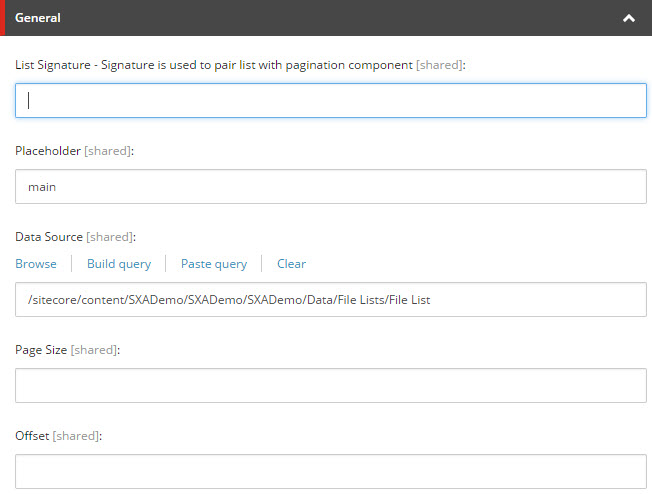 General
List Signature - Signature is used to pair list with pagination component [shared]:
Placeholder [shared]:
main
Data Source [shared]:
Browse Build query Paste query Clear
/sitecore/content/SXADemo/SXADemo/SXADemo/Data/File Lists/File List
Page Size [shared]:
Offset [shared]: